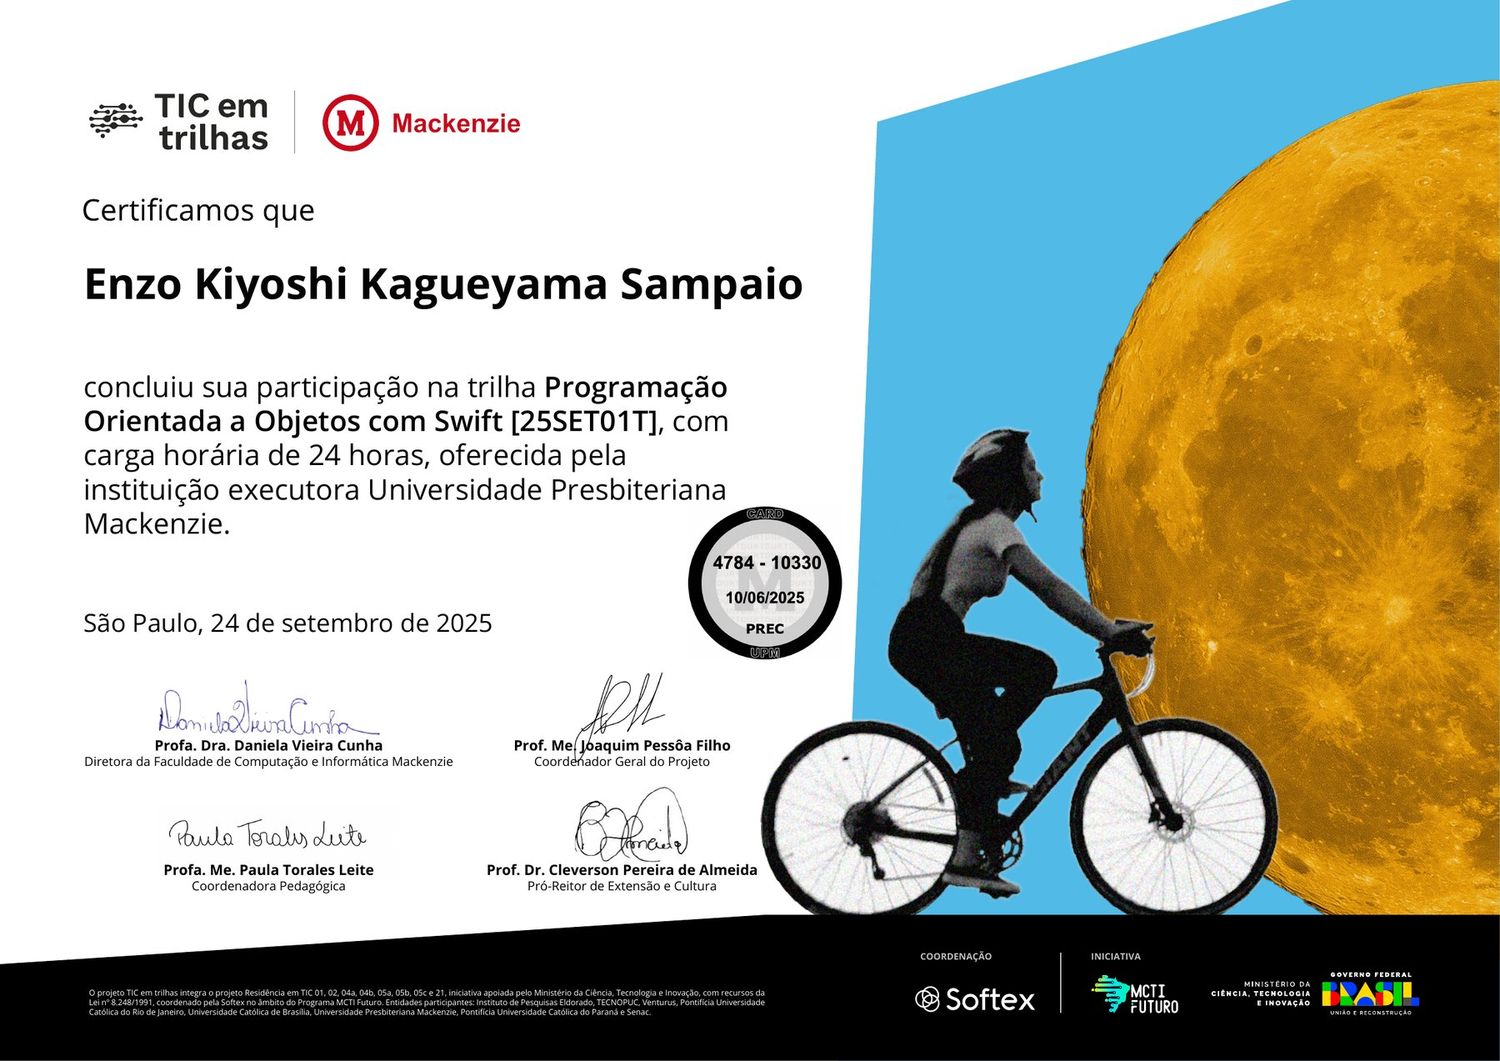 TIC em
trilhas
M
Mackenzie
Certificamos que
Enzo Kiyoshi Kagueyama Sampaio
concluiu sua participação na trilha Programação
Orientada a Objetos com Swift [25SET01T], com
carga horária de 24 horas, oferecida pela
instituição executora Universidade Presbiteriana
Mackenzie.
CARD
4784 - 10330
M
10/06/2025
PREC
UPM
São Paulo, 24 de setembro de 2025
Daniela Vieira Cunha
Profa. Dra. Daniela Vieira Cunha
Diretora da Faculdade de Computação e Informática Mackenzie
Prof. Me. Joaquim Pessôa Filho
Coordenador Geral do Projeto
Paula Torales Leite
Profa. Me. Paula Torales Leite
Coordenadora Pedagógica
Prof. Dr. Cleverson Pereira de Almeida
Pró-Reitor de Extensão e Cultura
GIANT
O projeto TIC em trilhas integra o projeto Residência em TIC 01, 02, 04a, 04b, 05a, 05b, 05c e 21, iniciativa apoiada pelo Ministério da Ciência, Tecnologia e Inovação, com recursos da
Lei nº 8.248/1991, coordenado pela Softex no âmbito do Programa MCTI Futuro. Entidades participantes: Instituto de Pesquisas Eldorado, TECNOPUC, Venturus, Pontifícia Universidade
Católica do Rio de Janeiro, Universidade Católica de Brasília, Universidade Presbiteriana Mackenzie, Pontifícia Universidade Católica do Paraná e Senac.
COORDENAÇÃO
Softex
INICIATIVA
MCTI
FUTURO
MINISTÉRIO DA
CIÊNCIA, TECNOLOGIA
E INOVAÇÃO
GOVERNO FEDERAL
BRASIL
UNIÃO E RECONSTRUÇÃO